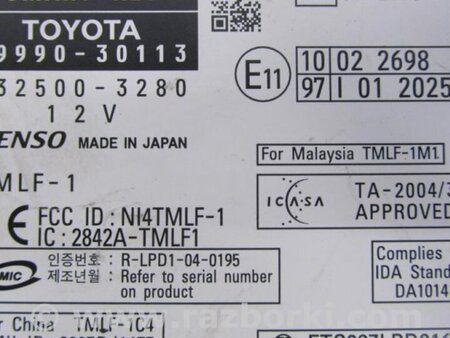 TOYOTA
9990-30113
32500-3280
12V
ENSO MADE IN JAPAN
MLF-1
FCC ID : NI4TMLF-1
IC : 2842A-TMLF1
인증번호 : R-LPD1-04-0195
제조년월 : Refer to serial number
on product
MIC
China TMLF-1C4
E11
10 02 2698
97 I 01 2025
For Malaysia TMLF-1M1
ICASA
TA-2004/3
APPROVED
Complies
IDA Stand
DA1014
www.razborki.com